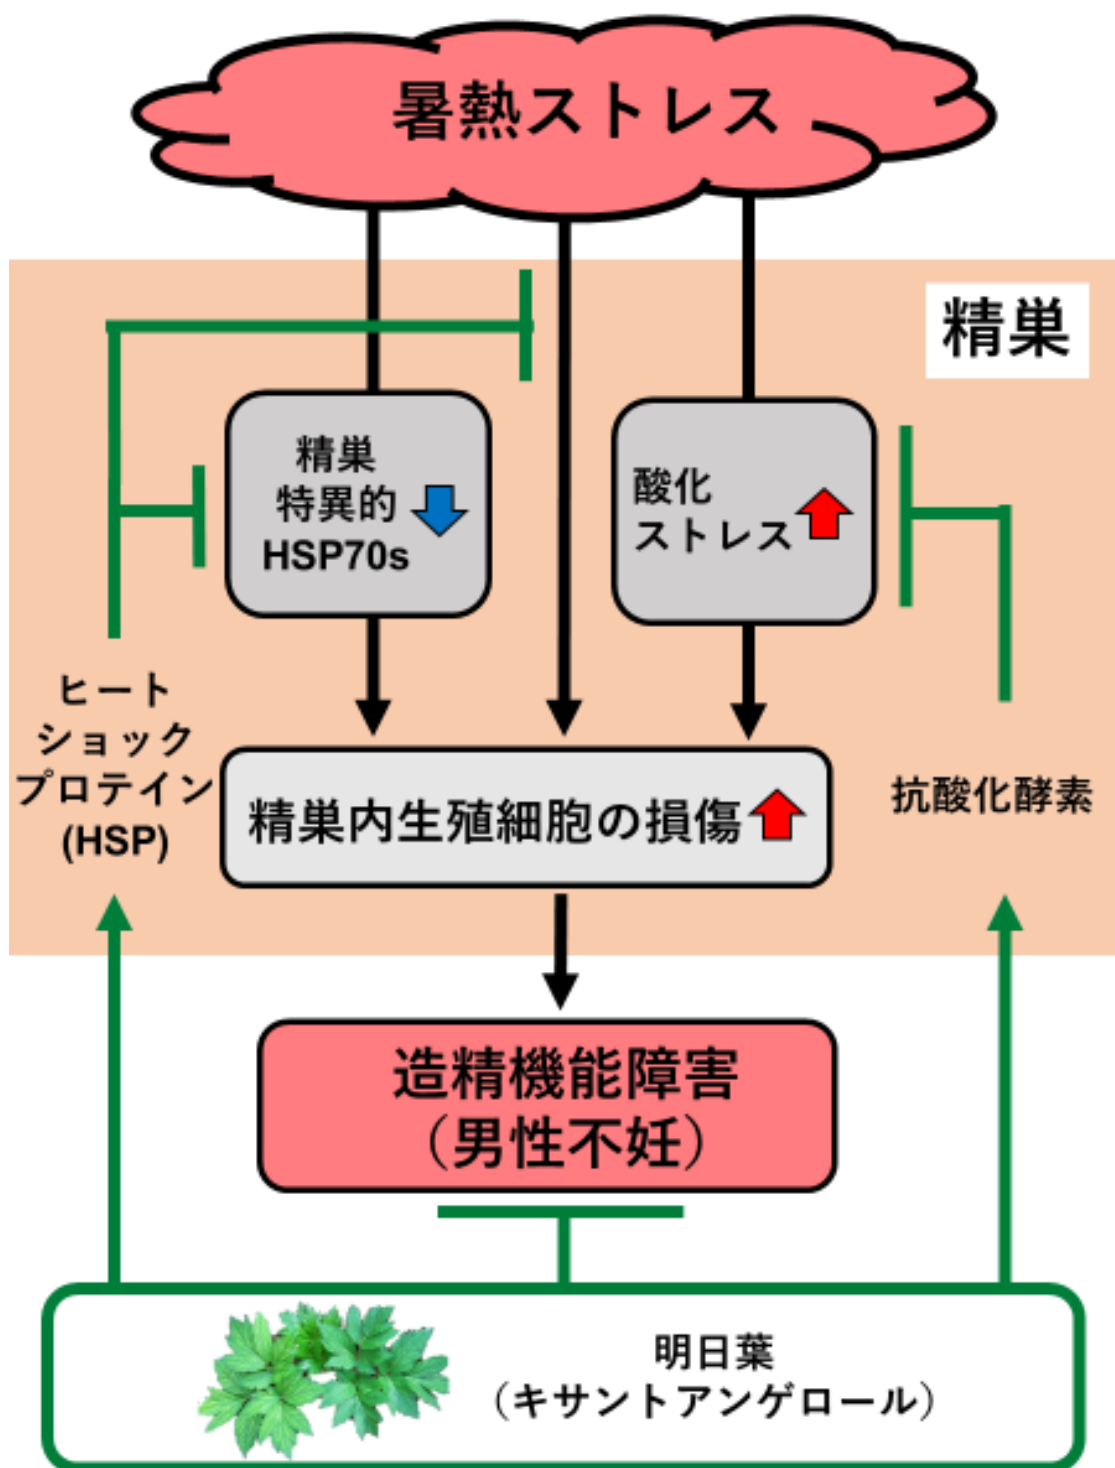 暑熱ストレス
精巣
精巣
特異的
HSP70s
酸化
ストレス
ヒート
ショック
プロテイン
(HSP)
精巣内生殖細胞の損傷
抗酸化酵素
造精機能障害
（男性不妊）
明日葉
（キサントアンゲロール）